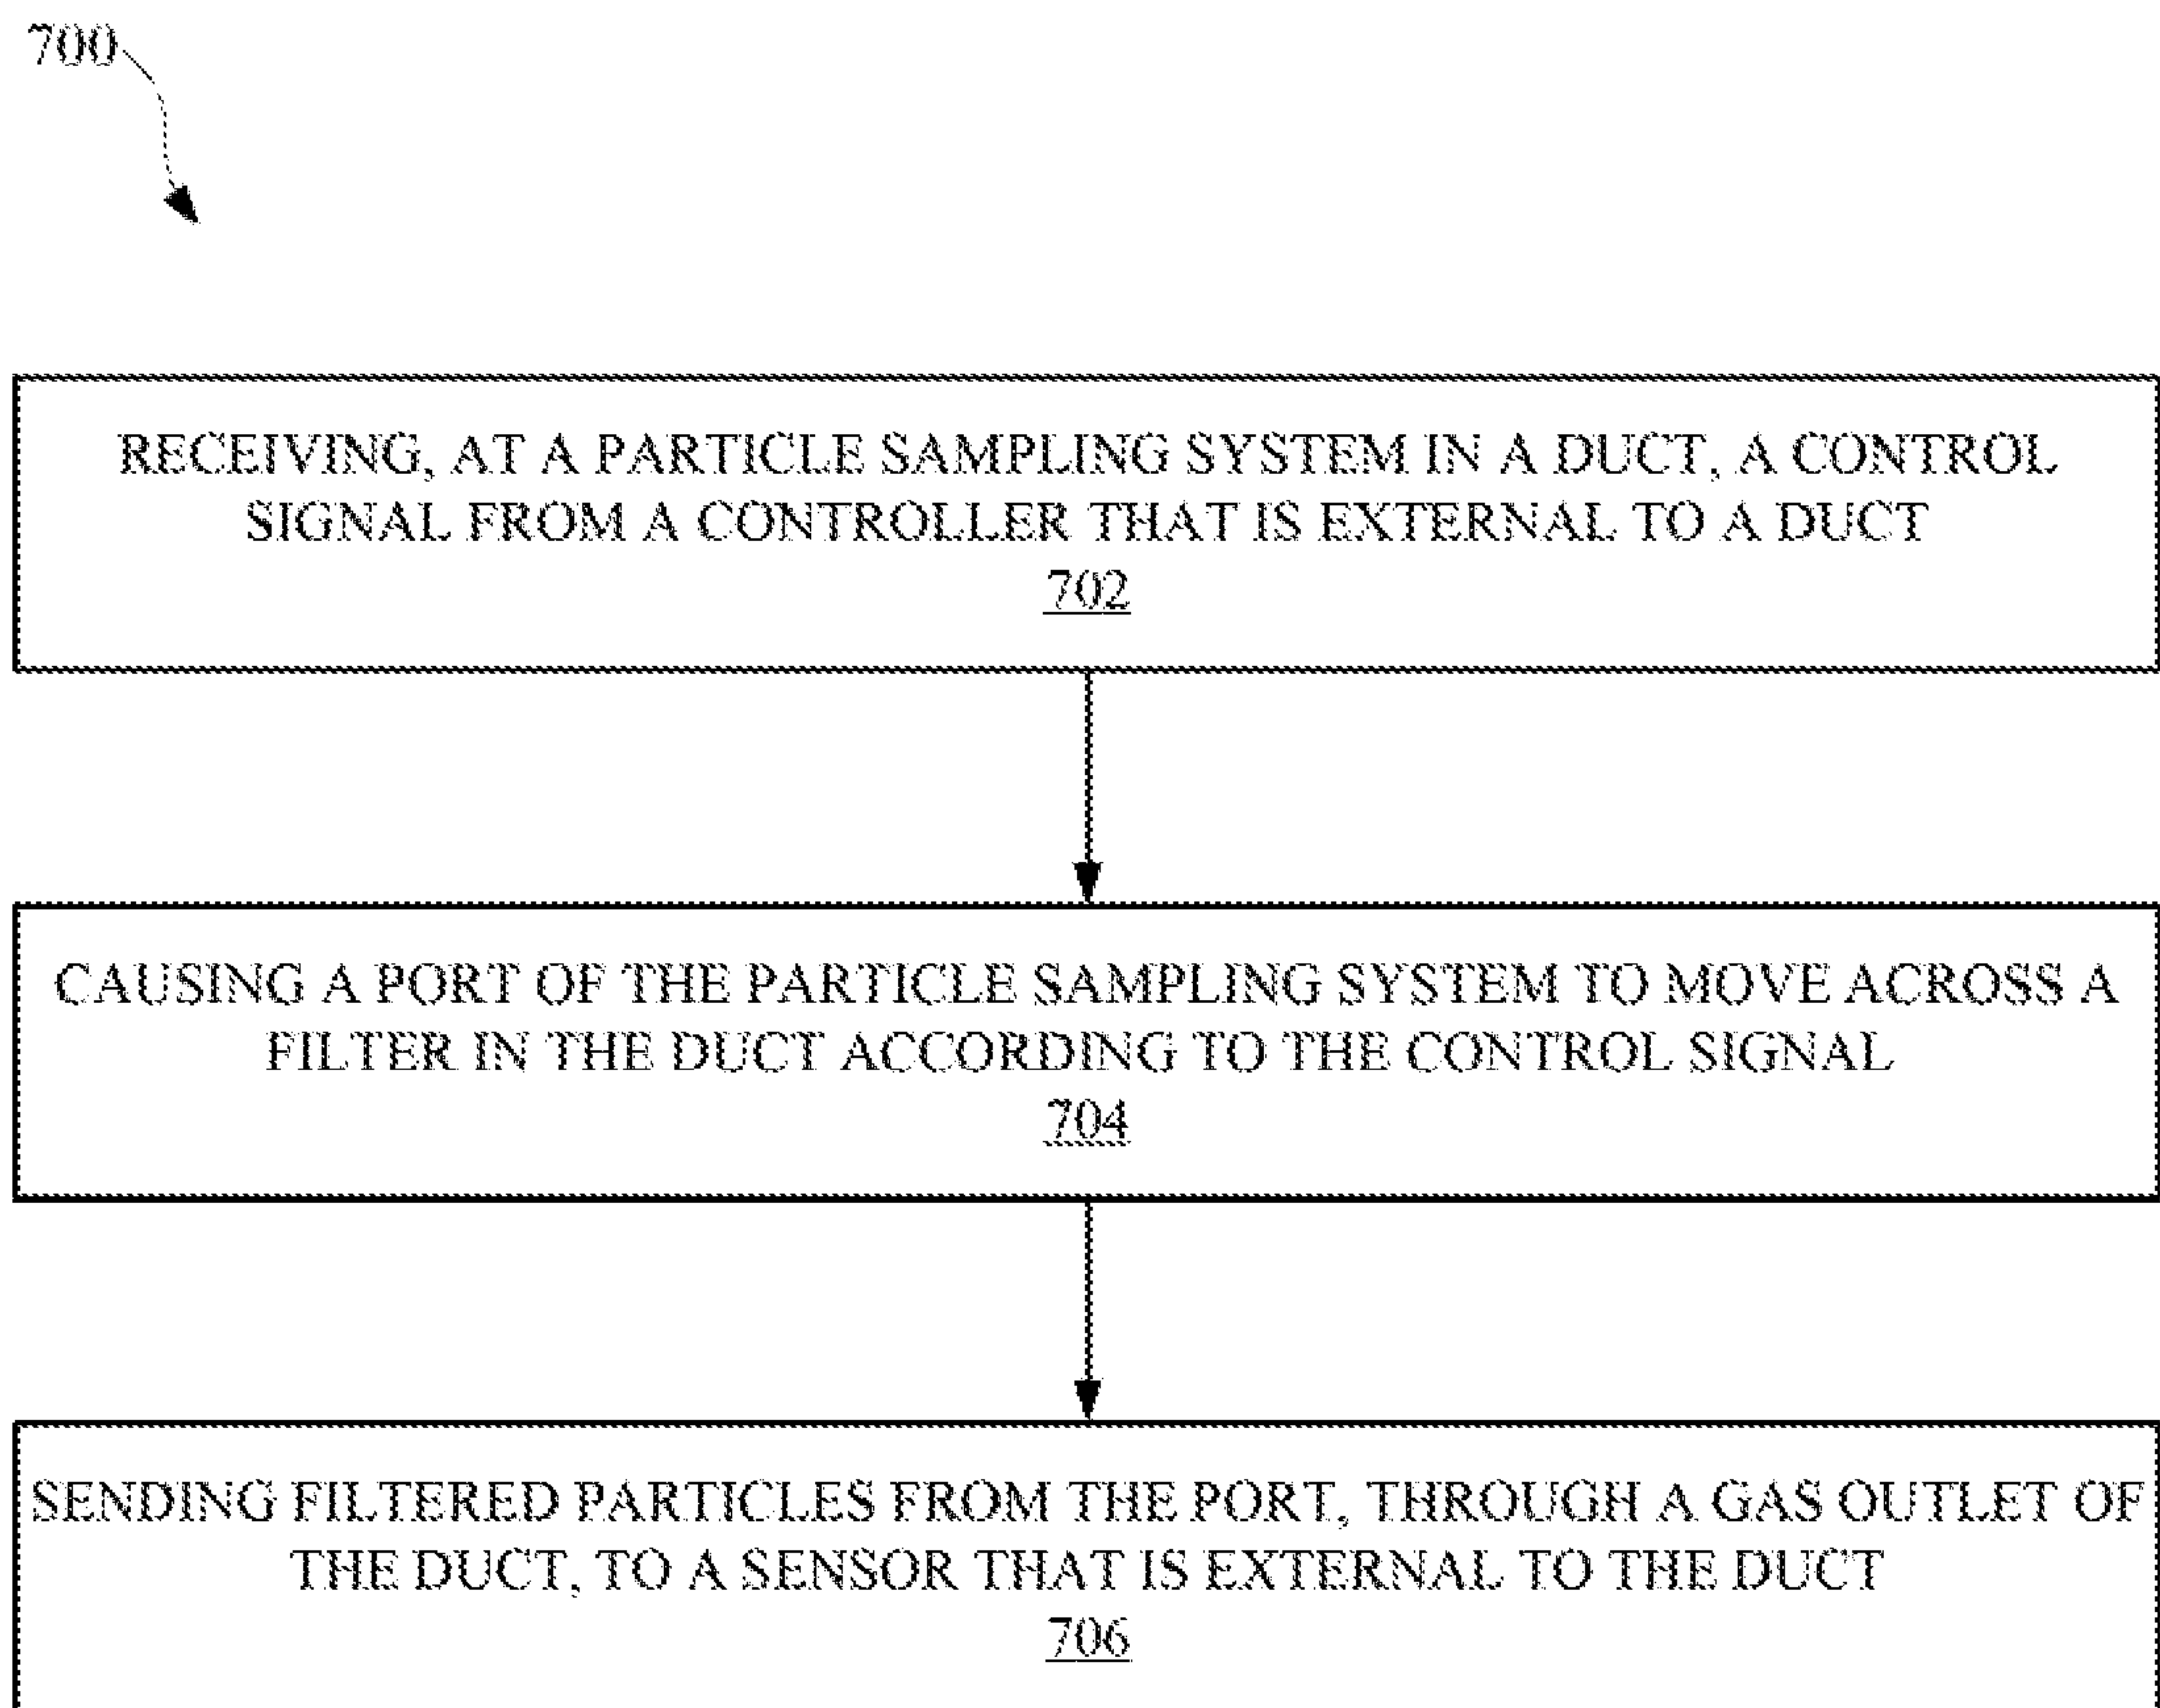 700
RECEIVING, AT A PARTICLE SAMPLING SYSTEM IN A DUCT, A CONTROL
SIGNAL FROM A CONTROLLER THAT IS EXTERNAL TO A DUCT
702
CAUSING A PORT OF THE PARTICLE SAMPLING SYSTEM TO MOVE ACROSS A
FILTER IN THE DUCT ACCORDING TO THE CONTROL SIGNAL
704
SENDING FILTERED PARTICLES FROM THE PORT, THROUGH A GAS OUTLET OF
THE DUCT, TO A SENSOR THAT IS EXTERNAL TO THE DUCT
706